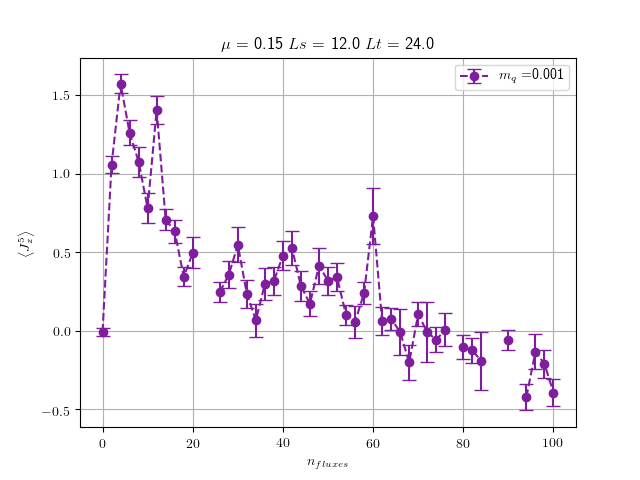 μ = 0.15 Ls = 12.0 Lt = 24.0
m_q =0.001
⟨J_z^5⟩
1.5
1.0
0.5
0.0
−0.5
0 20 40 60 80 100
n_fluxes